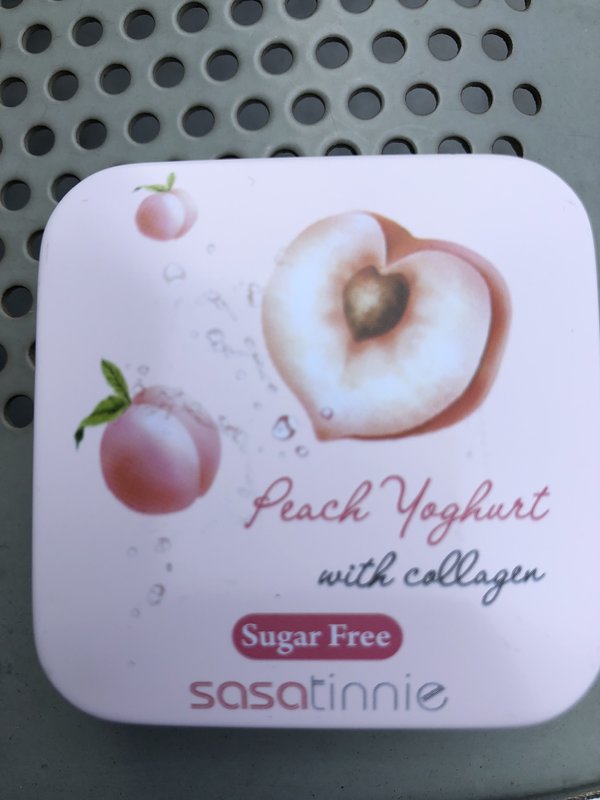 Peach Yoghurt
with collagen
Sugar Free
sasatinnie